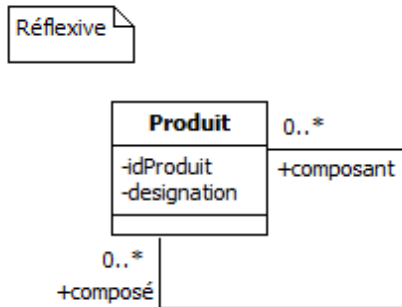 Réflexive
Produit
0..*
-idProduit
+composant
-designation
0..*
+composé